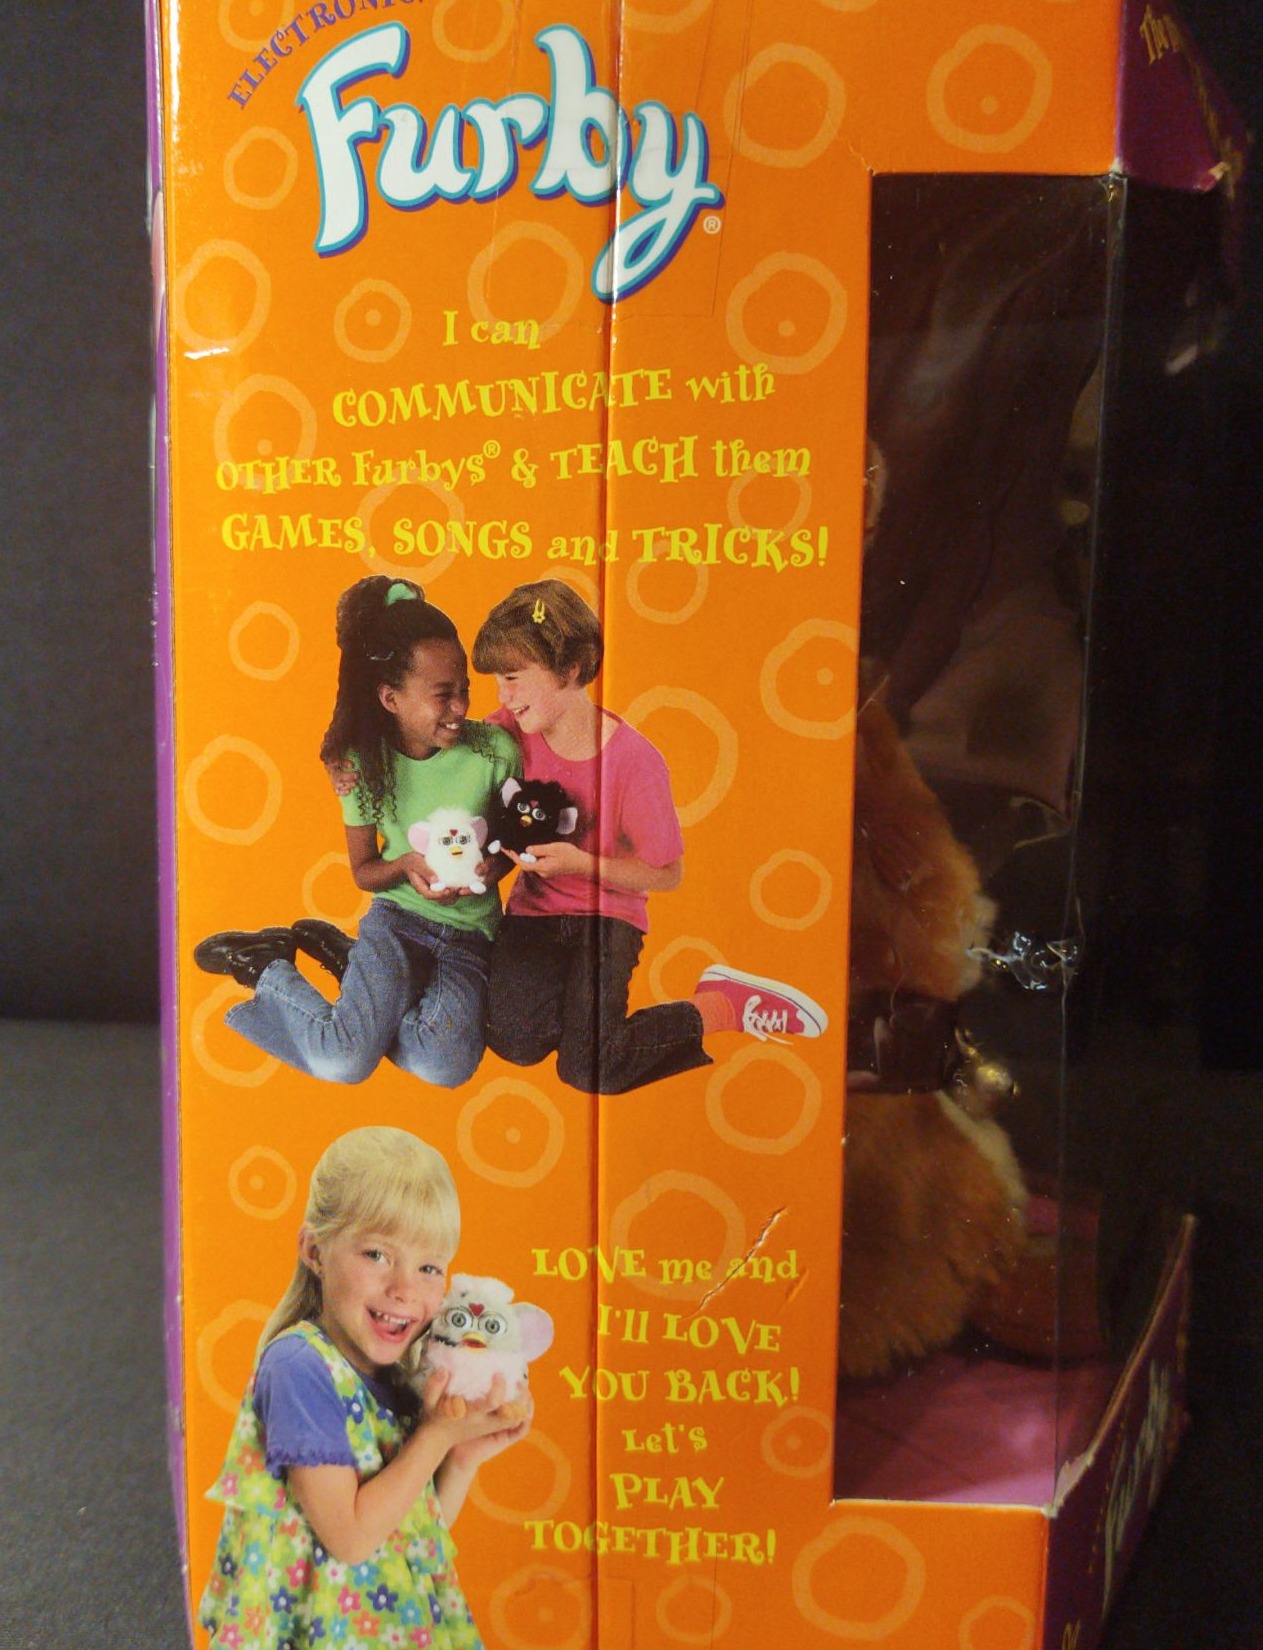 ELECTRONIC
Furby®
I can
COMMUNICATE with
OTHER Furbys® & TEACH them
GAMES, SONGS and TRICKS!
LOVE me and
I'll LOVE
YOU BACK!
Let's
PLAY
TOGETHER!